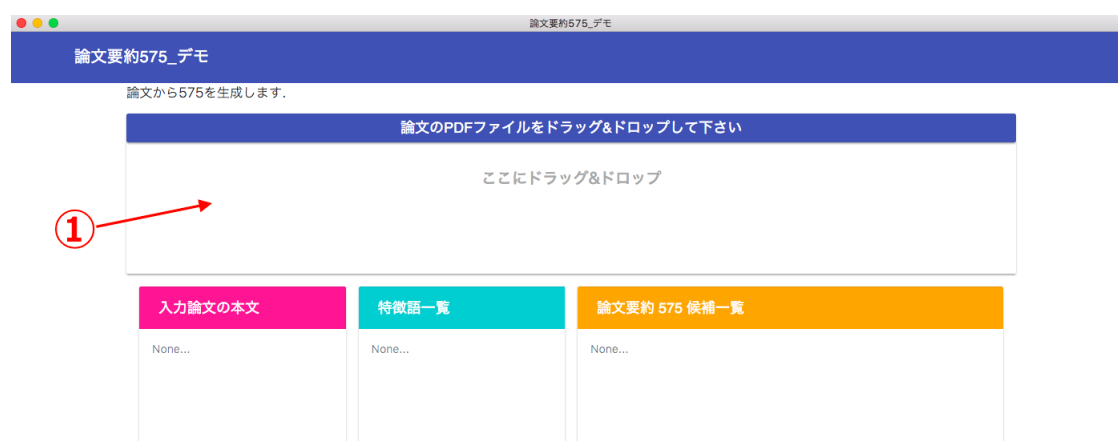 論文要約575_デモ
論文要約575_デモ
論文から575を生成します.
論文のPDFファイルをドラッグ&ドロップして下さい
ここにドラッグ&ドロップ
①
入力論文の本文
特徴語一覧
論文要約 575 候補一覧
None...
None...
None...